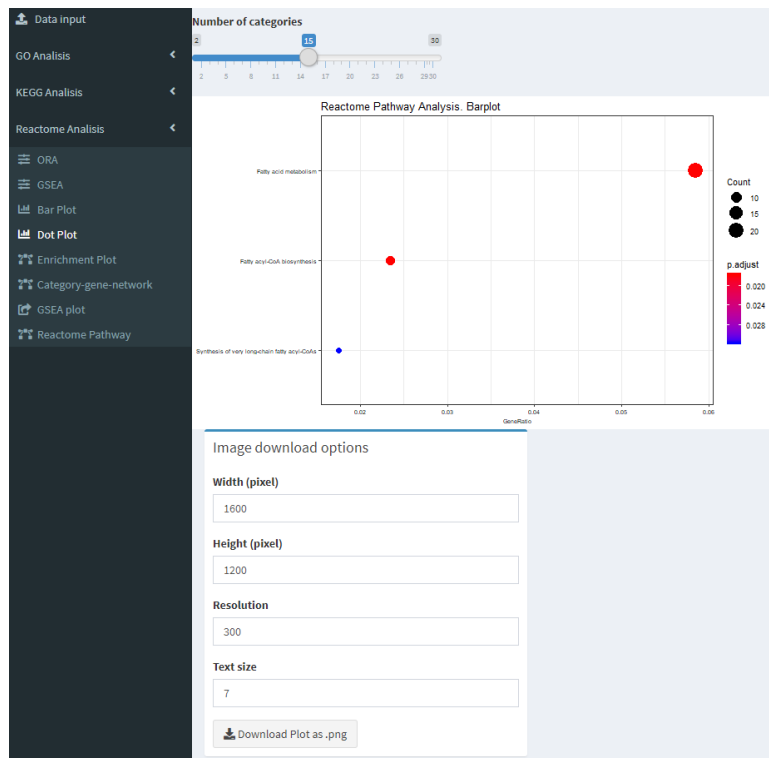 Data input
GO Analisis
KEGG Analisis
Reactome Analisis
ORA
GSEA
Bar Plot
Dot Plot
Enrichment Plot
Category-gene-network
GSEA plot
Reactome Pathway
Number of categories
2 15 30
2 5 8 11 14 17 20 23 26 2930
Reactome Pathway Analysis. Barplot
Fatty acid metabolism
Fatty acyl-CoA biosynthesis
Synthesis of very long-chain fatty acyl-CoAs
0.02 0.03 0.04 0.05 0.06
GeneRatio
Count
10
15
20
p.adjust
0.020
0.024
0.028
Image download options
Width (pixel)
1600
Height (pixel)
1200
Resolution
300
Text size
7
Download Plot as .png